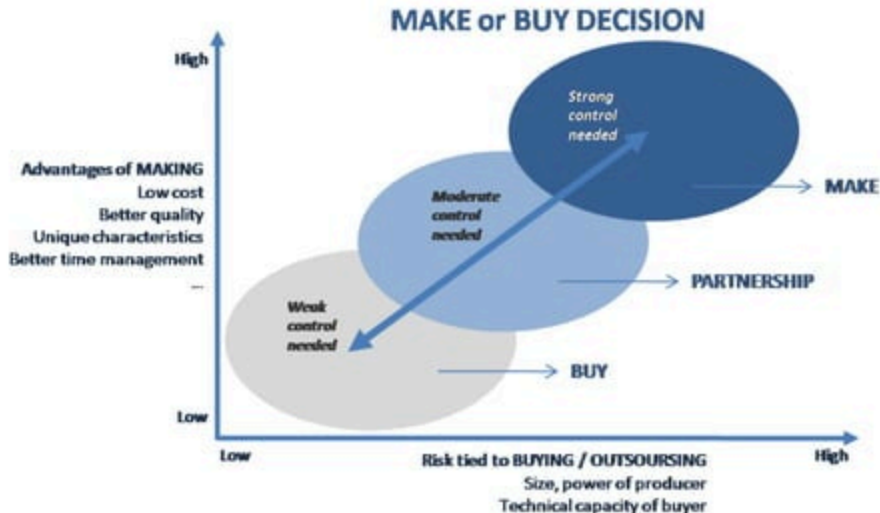 MAKE or BUY DECISION
High
Strong
control
needed
Advantages of MAKING
Low cost
Better quality
Unique characteristics
Better time management
...
MAKE
Moderate
control
needed
PARTNERSHIP
Weak
control
needed
BUY
Low
Low
Risk tied to BUYING / OUTSOURSING
High
Size, power of producer
Technical capacity of buyer